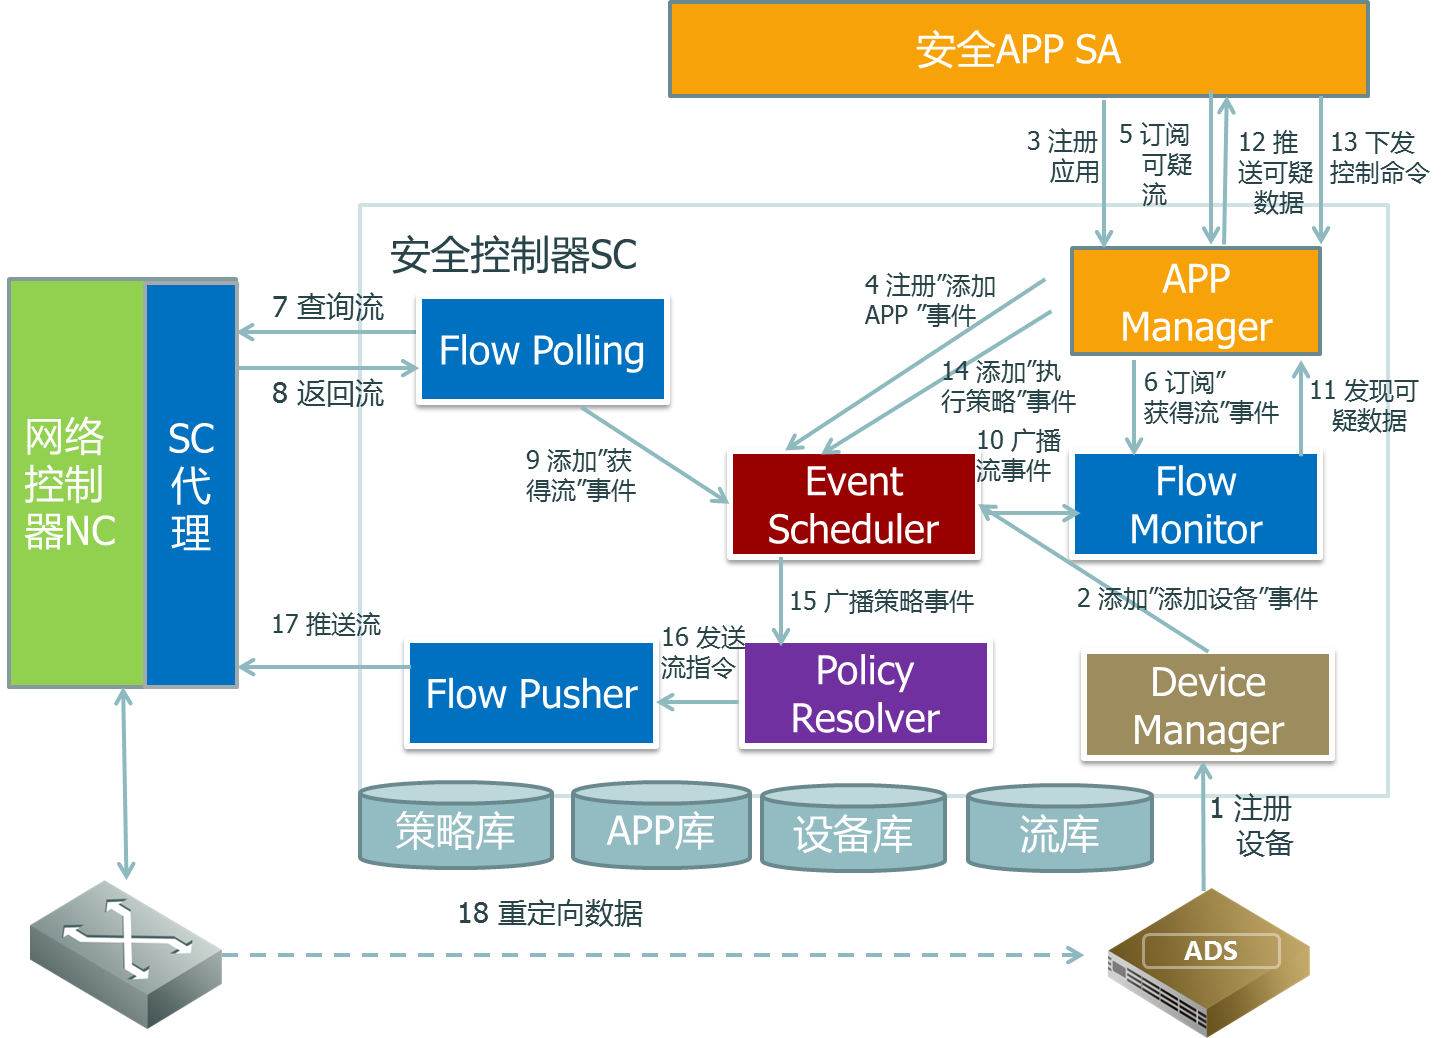 安全APP SA
3 注册
应用
5 订阅
可疑
流
12 推
送可疑
数据
13 下发
控制命令
安全控制器SC
4 注册”添加
APP ”事件
APP
Manager
7 查询流
Flow Polling
8 返回流
网络
控制
器NC
SC
代
理
14 添加”执
行策略”事件
6 订阅”
获得流”事件
11 发现可
疑数据
9 添加”获
得流”事件
10 广播
流事件
Event
Scheduler
Flow
Monitor
15 广播策略事件
2 添加”添加设备”事件
17 推送流
16 发送
流指令
Flow Pusher
Policy
Resolver
Device
Manager
策略库
APP库
设备库
流库
1 注册
设备
18 重定向数据
ADS